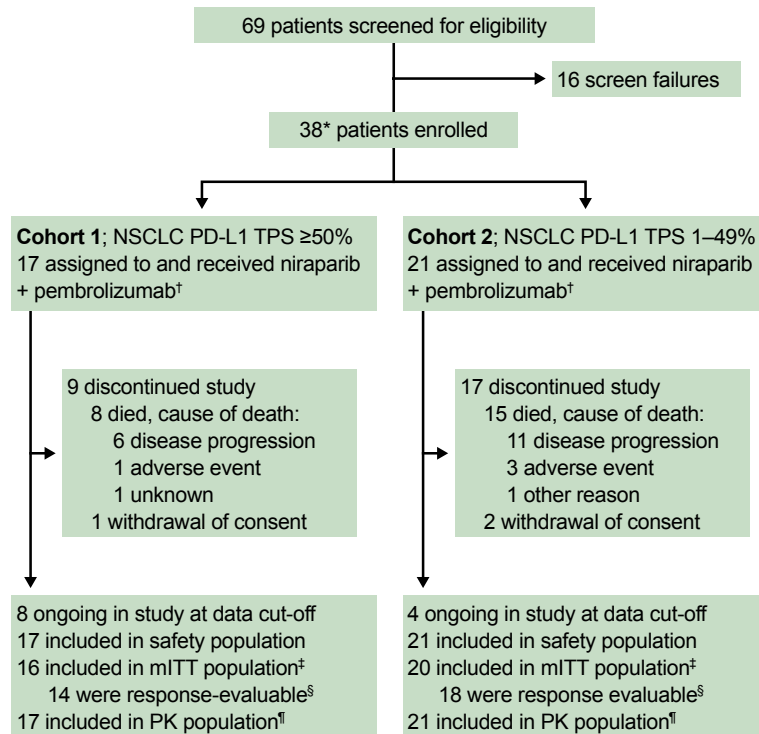 69 patients screened for eligibility
16 screen failures
38* patients enrolled
Cohort 1; NSCLC PD-L1 TPS ≥50%
17 assigned to and received niraparib
+ pembrolizumab†
Cohort 2; NSCLC PD-L1 TPS 1–49%
21 assigned to and received niraparib
+ pembrolizumab†
9 discontinued study
8 died, cause of death:
6 disease progression
1 adverse event
1 unknown
1 withdrawal of consent
17 discontinued study
15 died, cause of death:
11 disease progression
3 adverse event
1 other reason
2 withdrawal of consent
8 ongoing in study at data cut-off
17 included in safety population
16 included in mITT population‡
14 were response-evaluable§
17 included in PK population¶
4 ongoing in study at data cut-off
21 included in safety population
20 included in mITT population‡
18 were response evaluable§
21 included in PK population¶